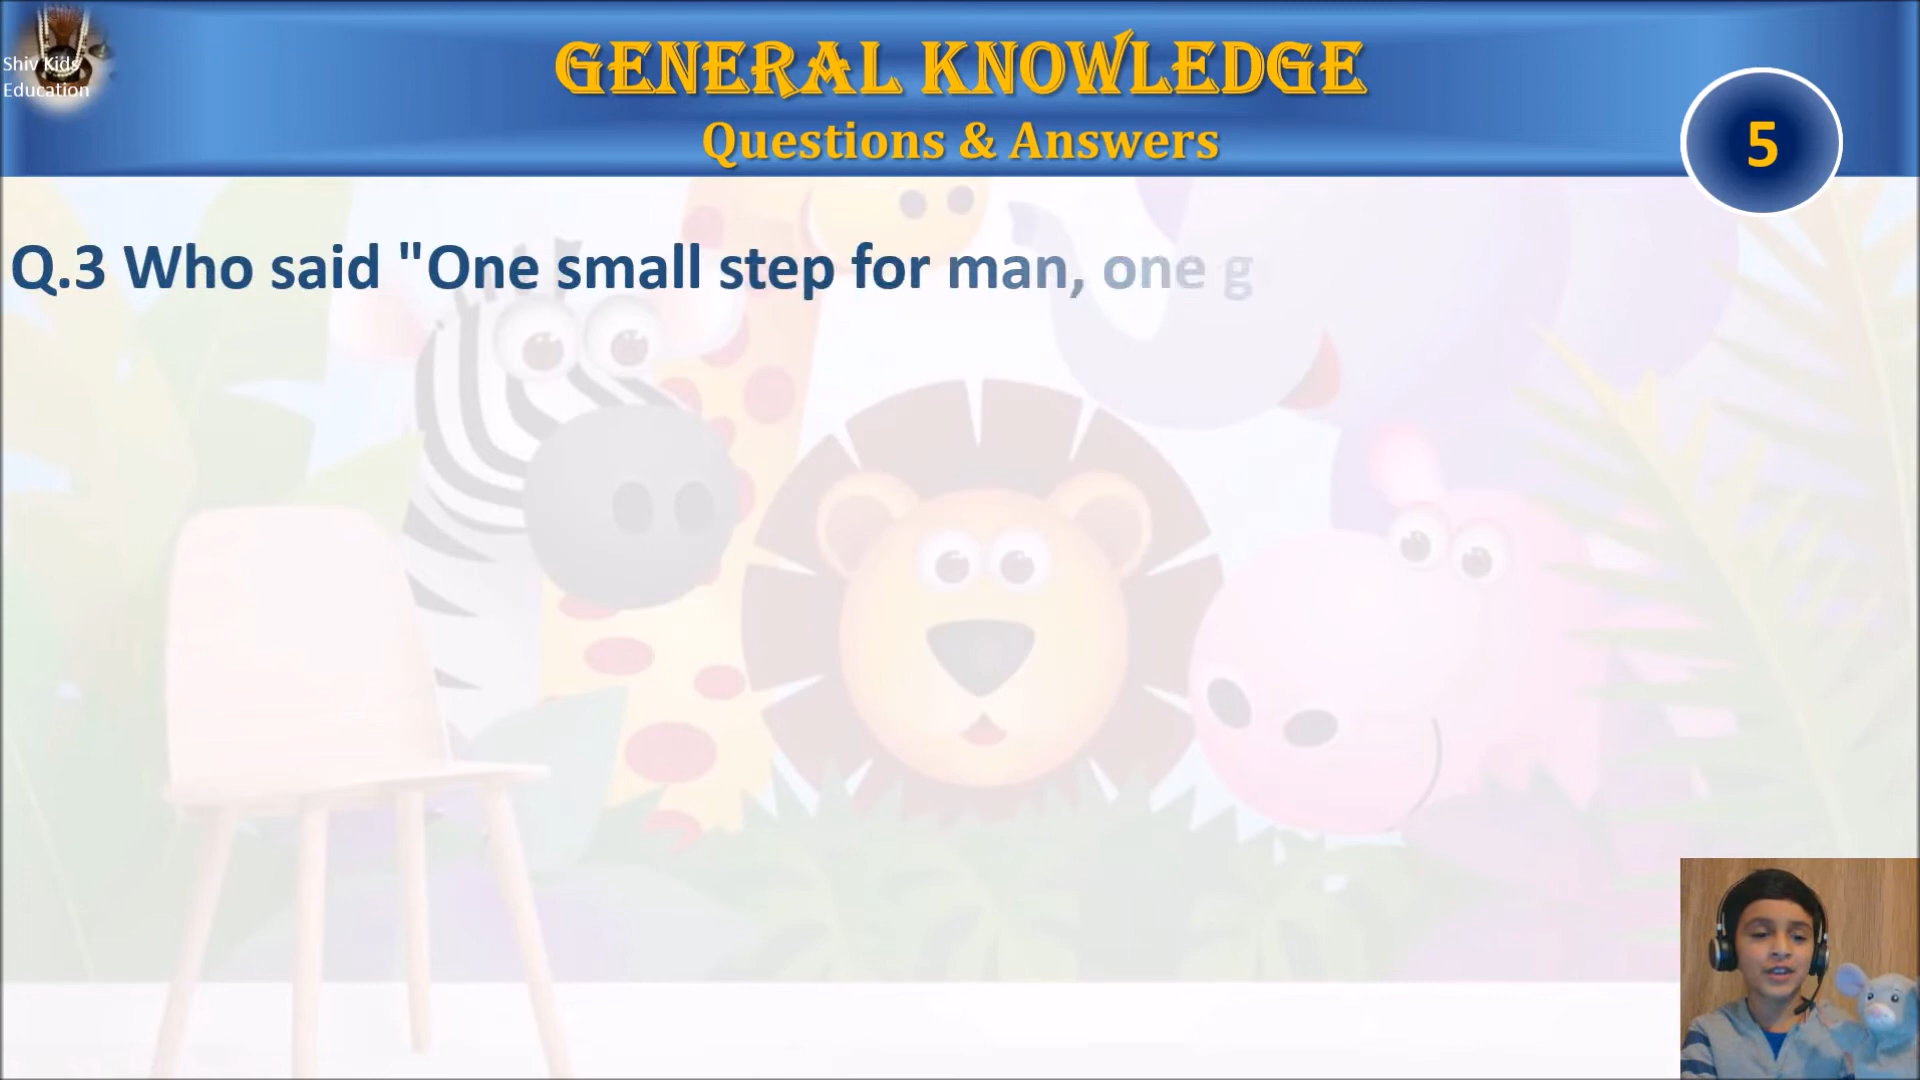 Shiv Kids
Education
GENERAL KNOWLEDGE
Questions & Answers
5
Q.3 Who said "One small step for man, one g